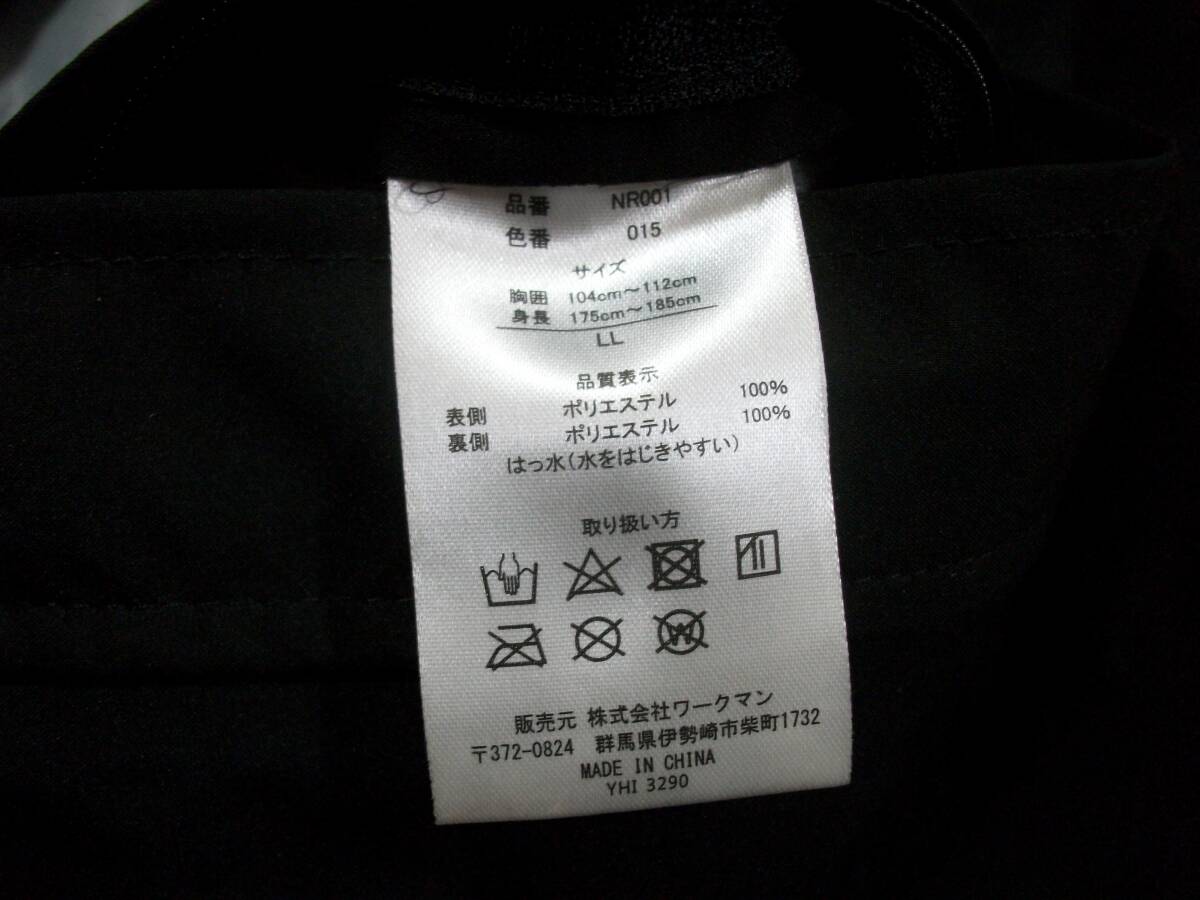 品番 NR001
色番 015
サイズ
胸囲 104cm～112cm
身長 175cm～185cm
LL
品質表示
表側 ポリエステル 100%
裏側 ポリエステル 100%
はっ水(水をはじきやすい)
取り扱い方
W
販売元 株式会社ワークマン
〒372-0824 群馬県伊勢崎市柴町1732
MADE IN CHINA
YHI 3290